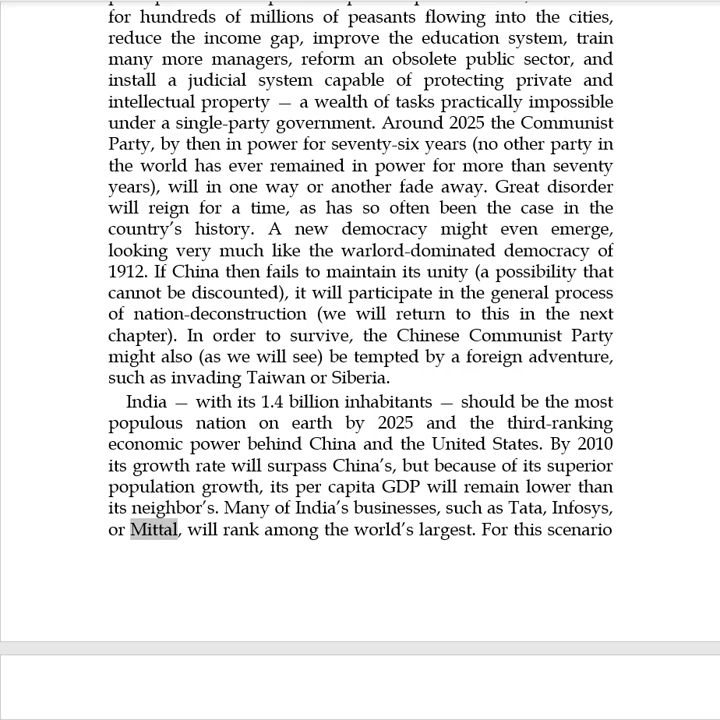 for hundreds of millions of peasants flowing into the cities,
reduce the income gap, improve the education system, train
many more managers, reform an obsolete public sector, and
install a judicial system capable of protecting private and
intellectual property — a wealth of tasks practically impossible
under a single-party government. Around 2025 the Communist
Party, by then in power for seventy-six years (no other party in
the world has ever remained in power for more than seventy
years), will in one way or another fade away. Great disorder
will reign for a time, as has so often been the case in the
country's history. A new democracy might even emerge,
looking very much like the warlord-dominated democracy of
1912. If China then fails to maintain its unity (a possibility that
cannot be discounted), it will participate in the general process
of nation-deconstruction (we will return to this in the next
chapter). In order to survive, the Chinese Communist Party
might also (as we will see) be tempted by a foreign adventure,
such as invading Taiwan or Siberia.
India — with its 1.4 billion inhabitants — should be the most
populous nation on earth by 2025 and the third-ranking
economic power behind China and the United States. By 2010
its growth rate will surpass China's, but because of its superior
population growth, its per capita GDP will remain lower than
its neighbor's. Many of India's businesses, such as Tata, Infosys,
or Mittal, will rank among the world's largest. For this scenario